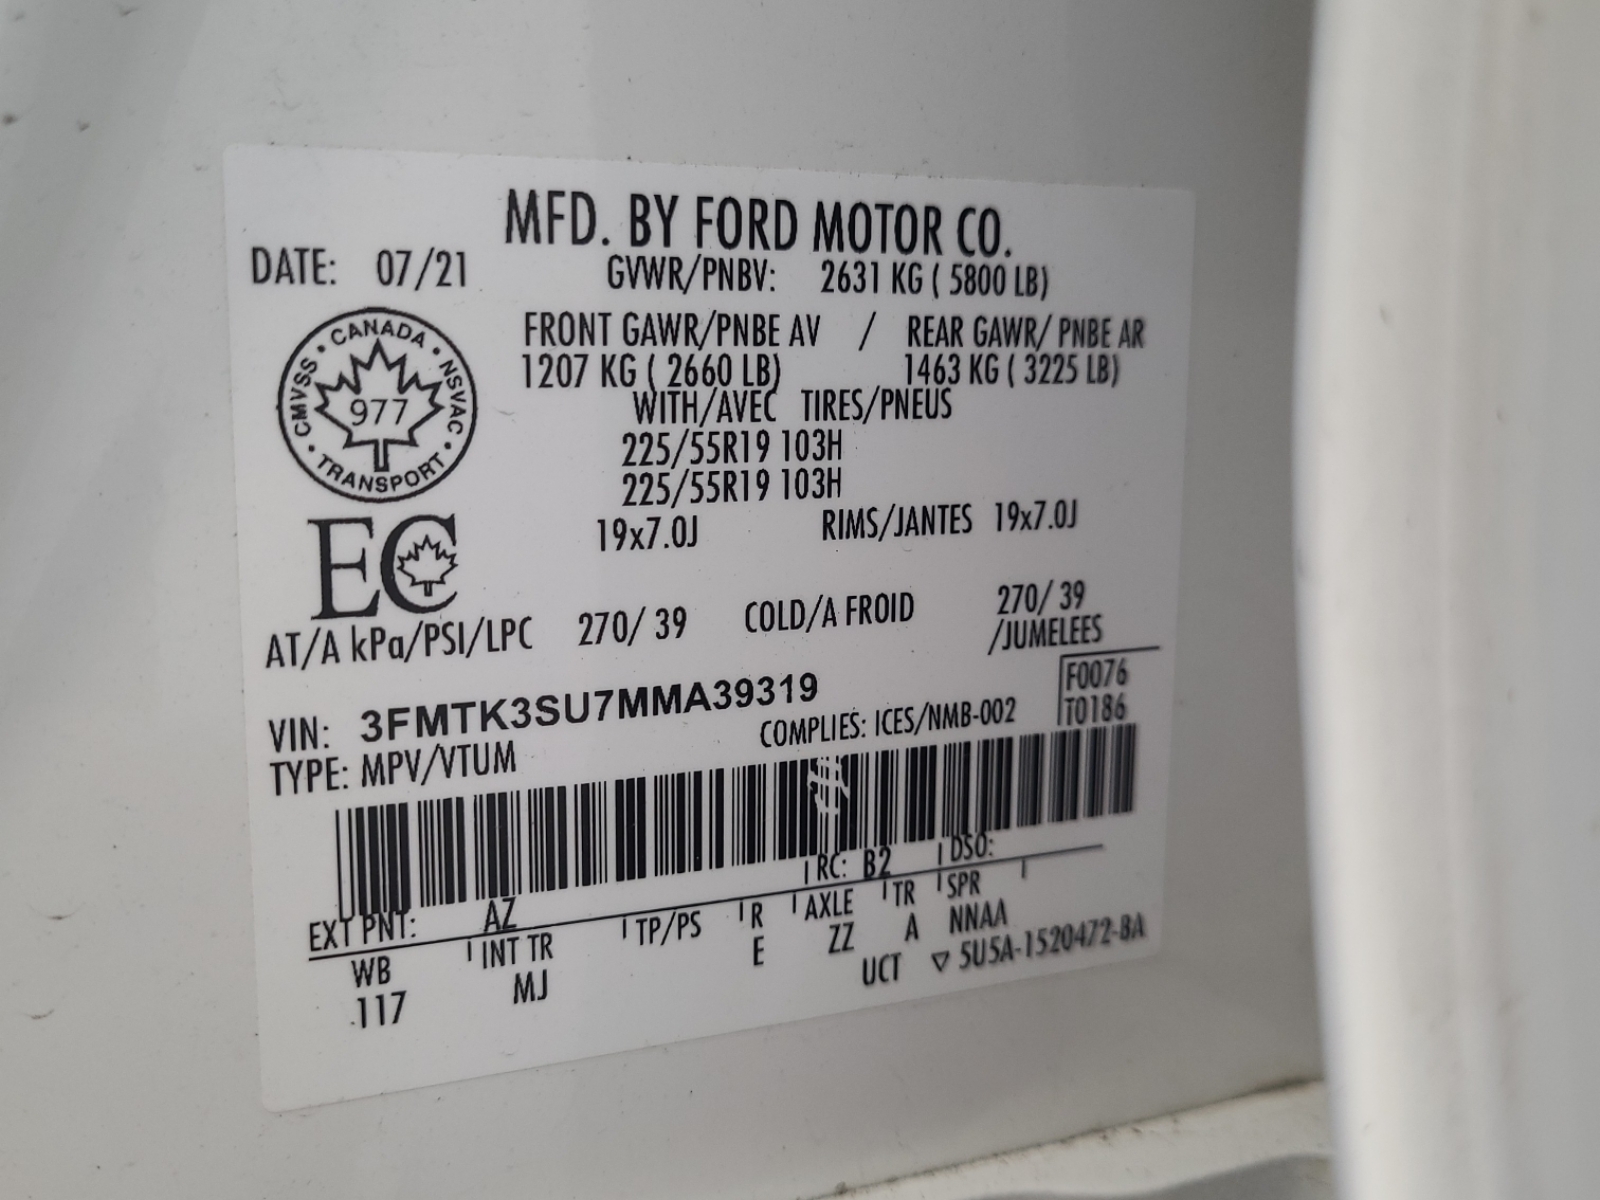 MFD. BY FORD MOTOR CO.
DATE: 07/21
GVWR/PNBV: 2631 KG ( 5800 LB)
FRONT GAWR/PNBE AV / REAR GAWR/ PNBE AR
1207 KG ( 2660 LB) 1463 KG ( 3225 LB)
WITH/AVEC TIRES/PNEUS
225/55R19 103H
225/55R19 103H
19x7.0J RIMS/JANTES 19x7.0J
CANADA • NSVAC • TRANSPORT • CMVSS •
977
EC
AT/A kPa/PSI/LPC 270/ 39 COLD/A FROID 270/ 39
/JUMELEES
VIN: 3FMTK3SU7MMA39319
F0076
T0186
COMPLIES: ICES/NMB-002
TYPE: MPV/VTUM
EXT PNT: AZ RC: B2 DSO:
WB INT TR TP/PS R AXLE TR SPR
117 MJ E ZZ A NNAA
UCT ▽ 5U5A-1520472-BA